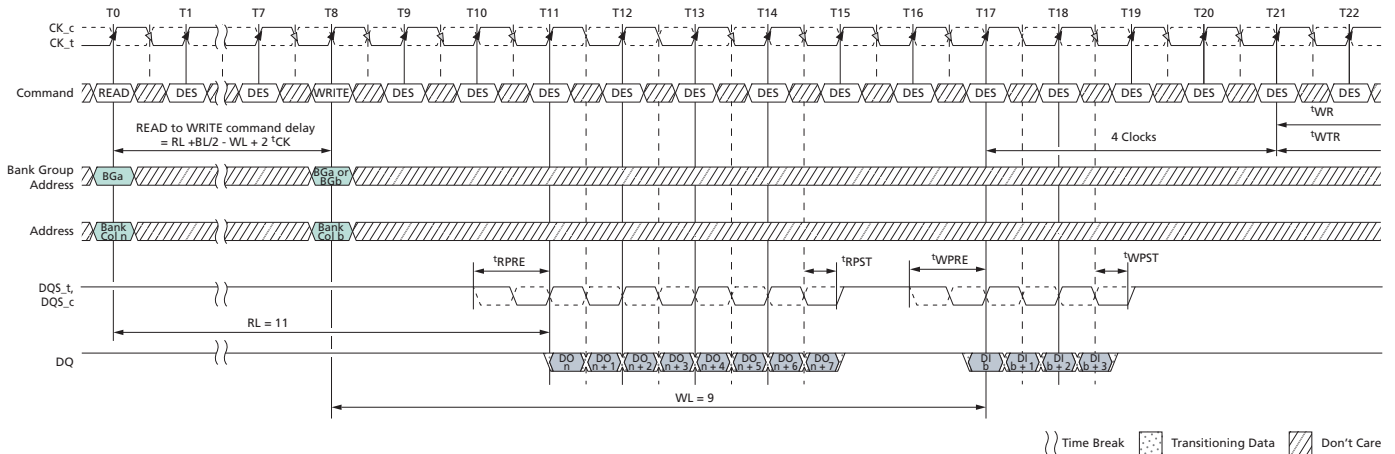 T0 T1 T7 T8 T9 T10 T11 T12 T13 T14 T15 T16 T17 T18 T19 T20 T21 T22
CK_c
CK_t
Command READ DES DES WRITE DES DES DES DES DES DES DES DES DES DES DES DES DES DES
READ to WRITE command delay
= RL +BL/2 - WL + 2 tCK
tWR
4 Clocks
tWTR
Bank Group
Address
BGa
BGa or
BGb
Address
Bank
Col n
Bank
Col b
tRPRE tRPST tWPRE tWPST
DQS_t,
DQS_c
RL = 11
DQ
DO
n
DO
n + 1
DO
n + 2
DO
n + 3
DO
n + 4
DO
n + 5
DO
n + 6
DO
n + 7
DI
b
DI
b + 1
DI
b + 2
DI
b + 3
WL = 9
Time Break Transitioning Data Don't Care